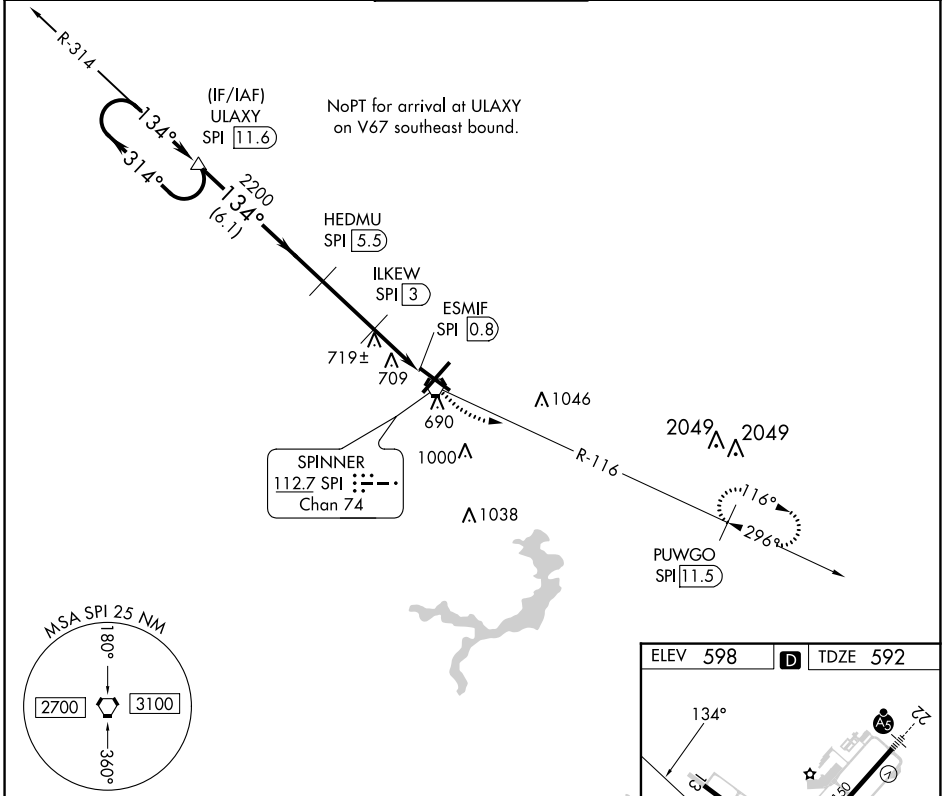 R-314
(IF/IAF)
ULAXY
SPI 11.6
NoPT for arrival at ULAXY
on V67 southeast bound.
134°
314°
2200
134°
(6.1)
HEDMU
SPI 5.5
ILKEW
SPI 3
ESMIF
SPI 0.8
719±
709
690
1046
2049
2049
1000
R-116
SPINNER
112.7 SPI
Chan 74
1038
116°
296°
PUWGO
SPI 11.5
MSA SPI 25 NM
180°
2700
3100
360°
ELEV 598
D
TDZE 592
134°
A5
22
13
V
150